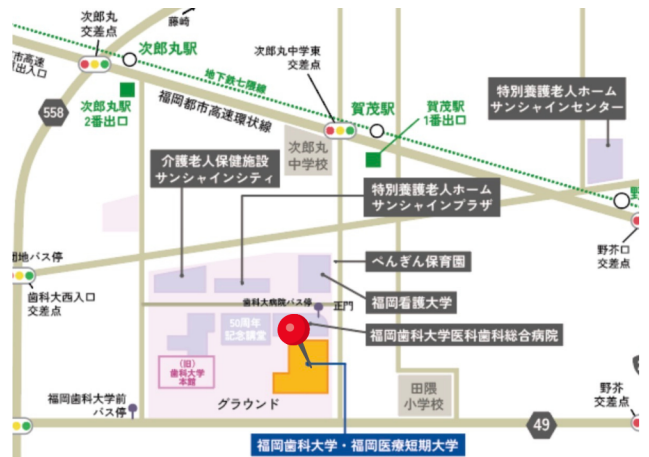 次郎丸
交差点
藤崎
次郎丸駅
次郎丸中学東
交差点
市高速
出入口
地下鉄七隈線
558
次郎丸駅
2番出口
福岡都市高速環状線
賀茂駅
賀茂駅
1番出口
特別養護老人ホーム
サンシャインセンター
次郎丸
中学校
介護老人保健施設
サンシャインシティ
特別養護老人ホーム
サンシャインプラザ
野芥口
交差点
団地バス停
ぺんぎん保育園
歯科大西入口
交差点
歯科大病院バス停
正門
福岡看護大学
50周年
記念講堂
福岡歯科大学医科歯科総合病院
(旧)
歯科大学
本館
福岡歯科大学前
バス停
グラウンド
田隈
小学校
野芥
交差点
49
福岡歯科大学・福岡医療短期大学